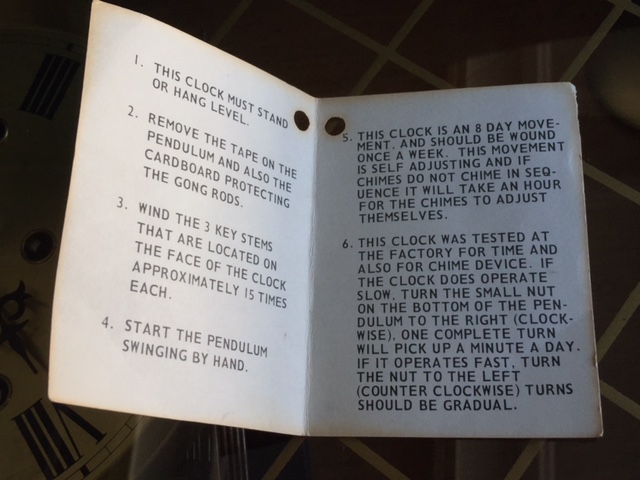 1. THIS CLOCK MUST STAND
OR HANG LEVEL.
2. REMOVE THE TAPE ON THE
PENDULUM AND ALSO THE
CARDBOARD PROTECTING
THE GONG RODS.
3. WIND THE 3 KEY STEMS
THAT ARE LOCATED ON
THE FACE OF THE CLOCK
APPROXIMATELY 15 TIMES
EACH.
4. START THE PENDULUM
SWINGING BY HAND.
5. THIS CLOCK IS AN 8 DAY MOVE-
MENT. AND SHOULD BE WOUND
ONCE A WEEK. THIS MOVEMENT
IS SELF ADJUSTING AND IF
CHIMES DO NOT CHIME IN SEQ-
UENCE IT WILL TAKE AN HOUR
FOR THE CHIMES TO ADJUST
THEMSELVES.
6. THIS CLOCK WAS TESTED AT
THE FACTORY FOR TIME AND
ALSO FOR CHIME DEVICE. IF
THE CLOCK DOES OPERATE
SLOW, TURN THE SMALL NUT
ON THE BOTTOM OF THE PEN-
DULUM TO THE RIGHT (CLOCK-
WISE). ONE COMPLETE TURN
WILL PICK UP A MINUTE A DAY.
IF IT OPERATES FAST, TURN
THE NUT TO THE LEFT
(COUNTER CLOCKWISE) TURNS
SHOULD BE GRADUAL.